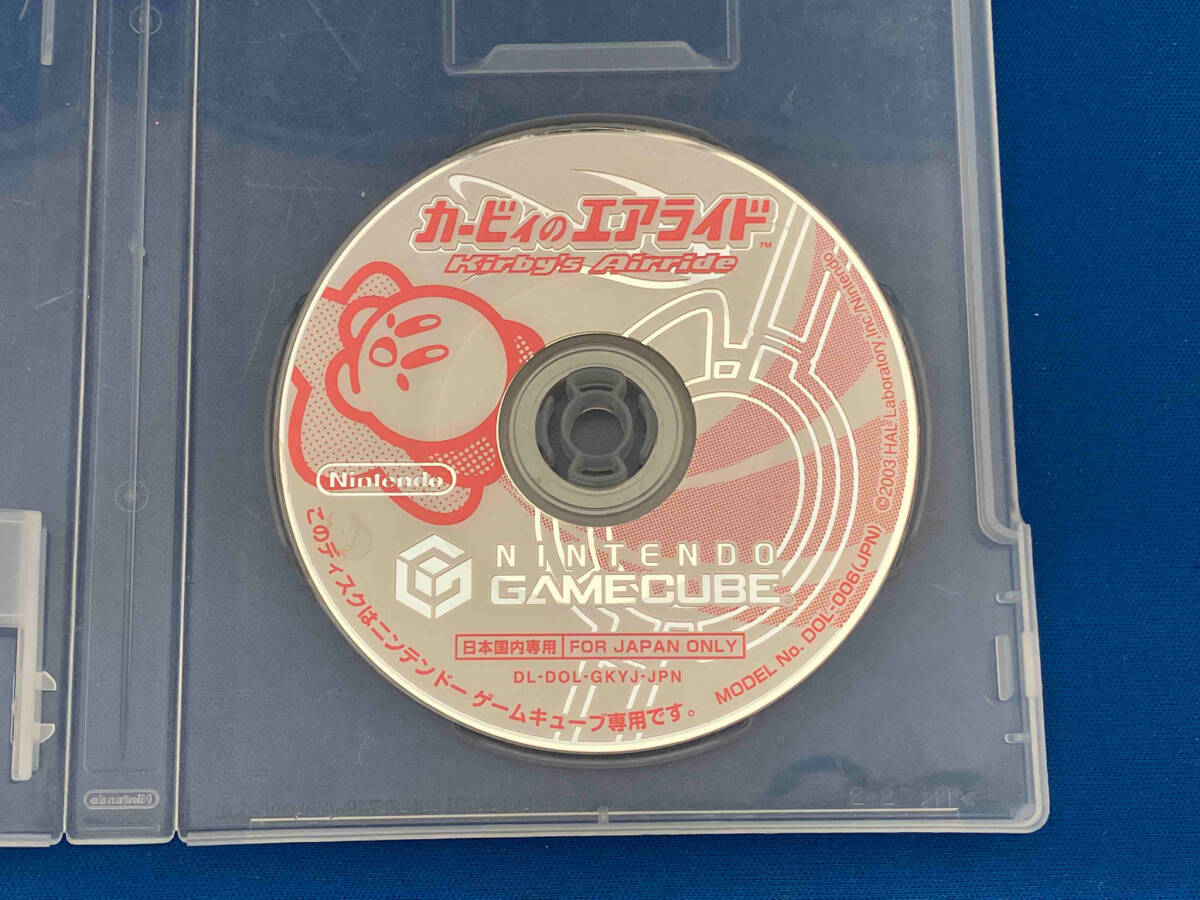 カービィのエアライド™
Kirby's Airride
©2003 HAL Laboratory, Inc./Nintendo
Nintendo®
NINTENDO
GAMECUBE®
日本国内専用 FOR JAPAN ONLY
DL-DOL-GKYJ-JPN
このディスクはニンテンドーゲームキューブ専用です。
MODEL No. DOL-006(JPN)
Nintendo